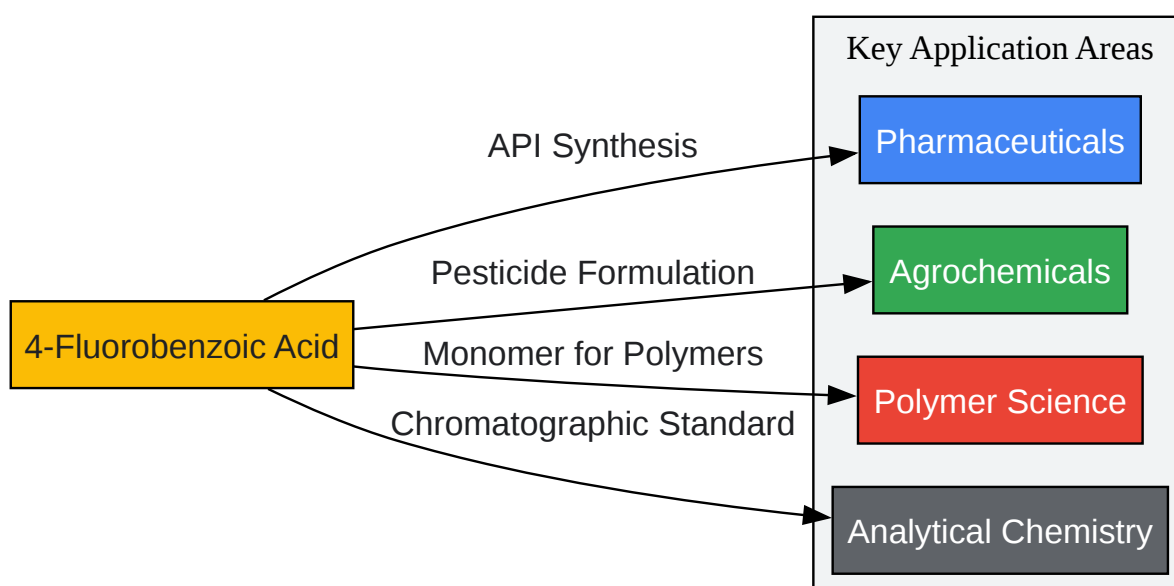 Key Application Areas
API Synthesis
Pharmaceuticals
Pesticide Formulation
Agrochemicals
4-Fluorobenzoic Acid
Monomer for Polymers
Polymer Science
Chromatographic Standard
Analytical Chemistry